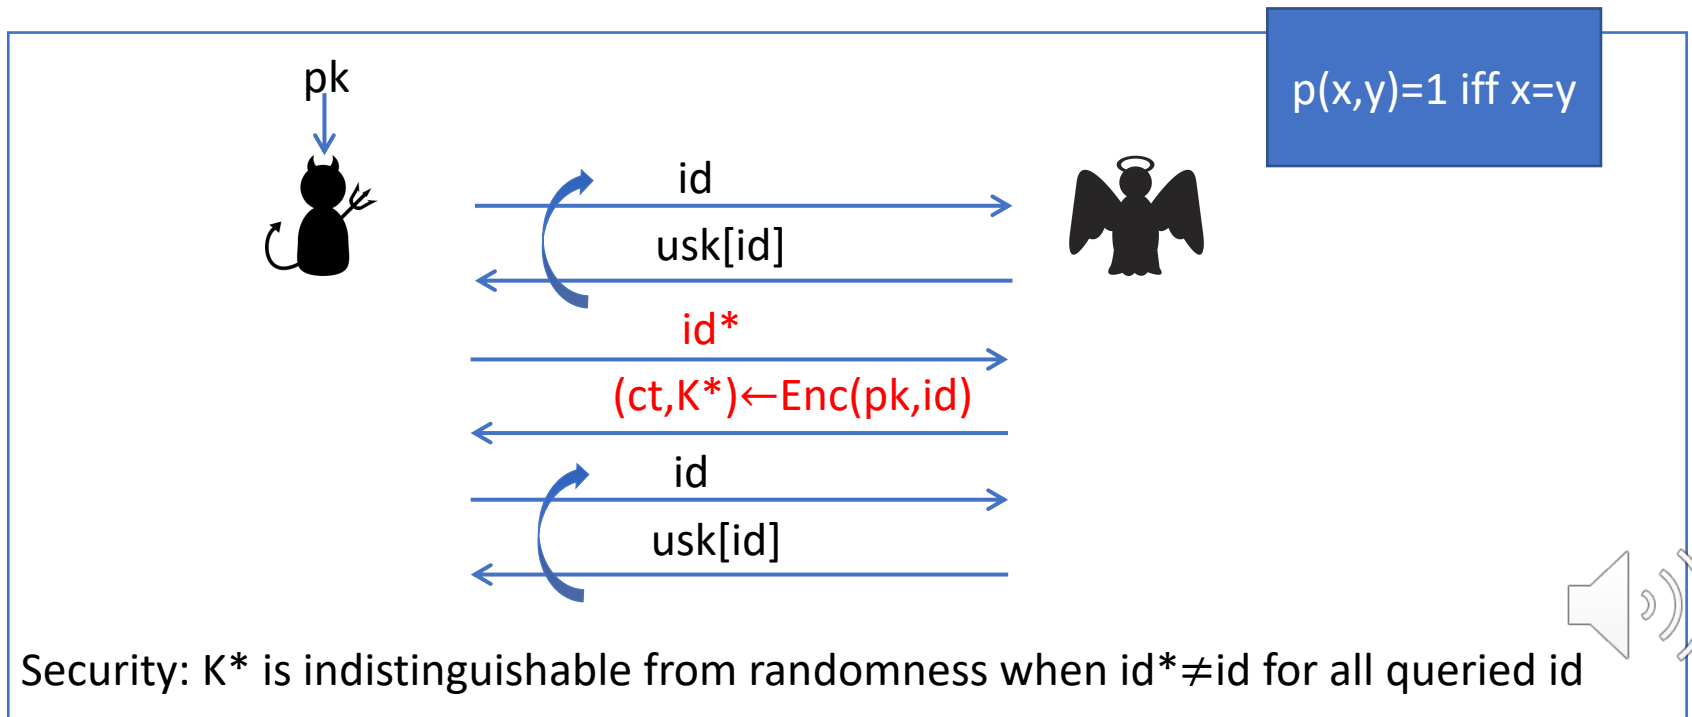 pk
p(x,y)=1 iff x=y
id
usk[id]
id*
(ct,K*)←Enc(pk,id)
id
usk[id]
Security: K* is indistinguishable from randomness when id*≠id for all queried id